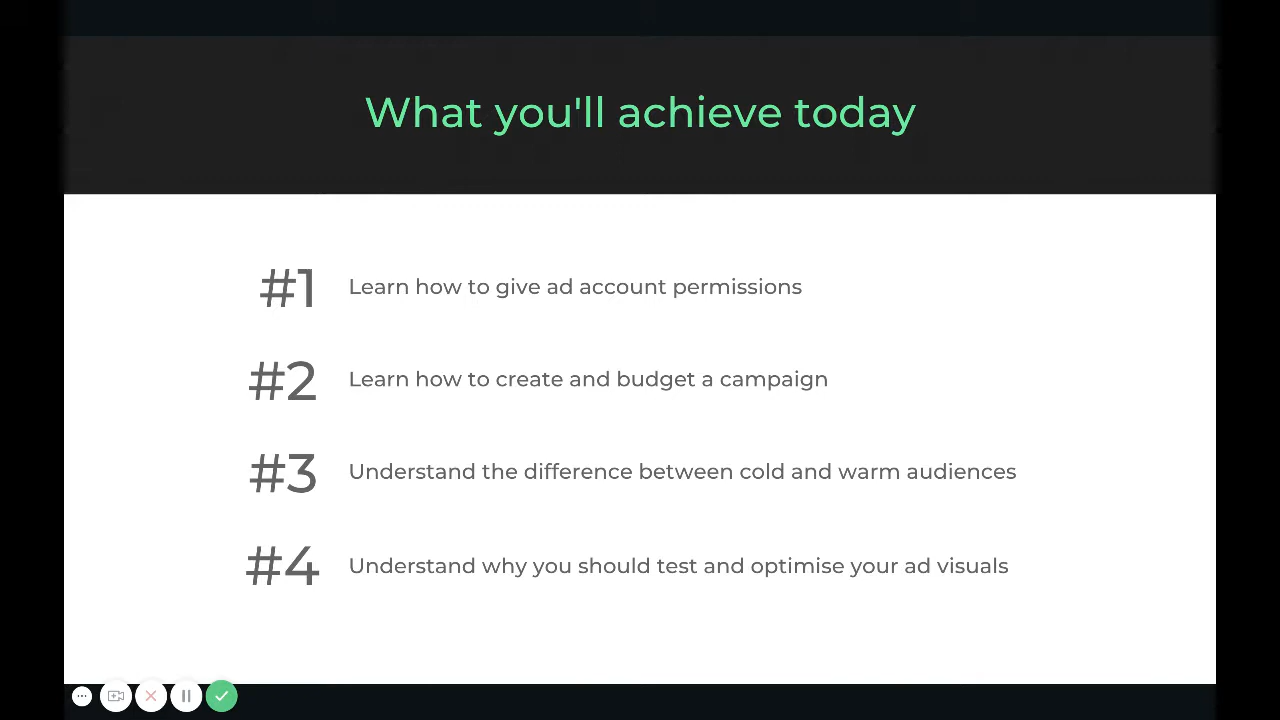 What you'll achieve today
#1 Learn how to give ad account permissions
#2 Learn how to create and budget a campaign
#3 Understand the difference between cold and warm audiences
#4 Understand why you should test and optimise your ad visuals